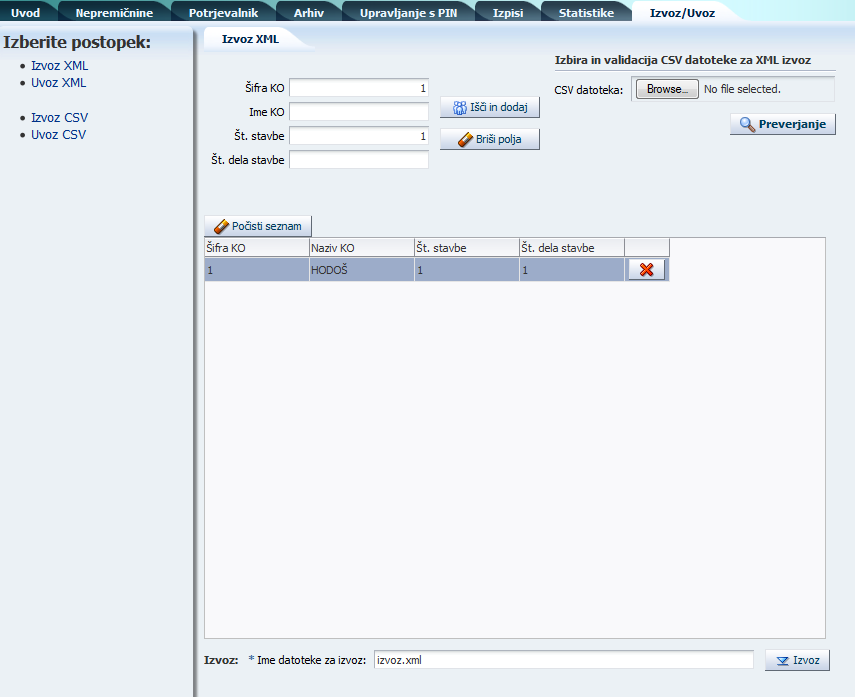 Uvod Nepremičnine Potrjevalnik Arhiv Upravljanje s PIN Izpisi Statistike Izvoz/Uvoz
Izberite postopek:
Izvoz XML
Uvoz XML
Izvoz CSV
Uvoz CSV
Izvoz XML
Šifra KO 1
Ime KO
Št. stavbe 1
Št. dela stavbe
Išči in dodaj
Briši polja
Izbira in validacija CSV datoteke za XML izvoz
CSV datoteka: Browse... No file selected.
Preverjanje
Počisti seznam
Šifra KO Naziv KO Št. stavbe Št. dela stavbe
1 HODOŠ 1 1
Izvoz: * Ime datoteke za izvoz: izvoz.xml Izvoz